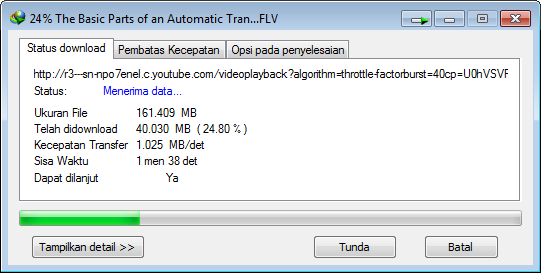 24% The Basic Parts of an Automatic Tran...FLV
Status download Pembatas Kecepatan Opsi pada penyelesaian
http://r3---sn-npo7enel.c.youtube.com/videoplayback?algorithm=throttle-factorburst=40cp=U0hVSVF
Status: Menerima data...
Ukuran File 161.409 MB
Telah didownload 40.030 MB ( 24.80 % )
Kecepatan Transfer 1.025 MB/det
Sisa Waktu 1 men 38 det
Dapat dilanjut Ya
Tampilkan detail >> Tunda Batal